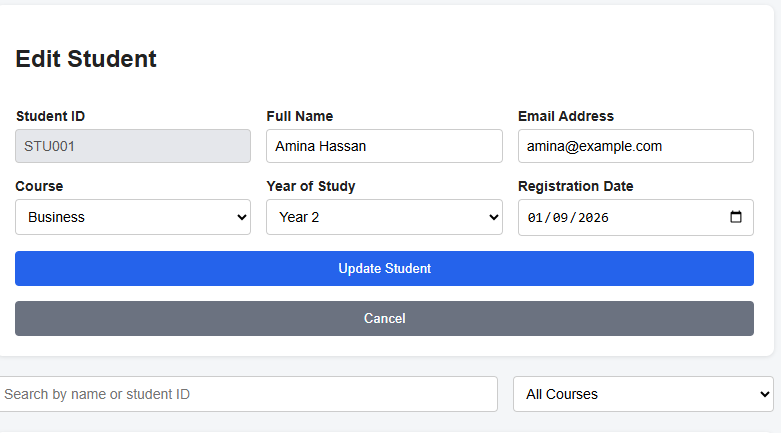 Edit Student
Student ID Full Name Email Address
STU001 Amina Hassan amina@example.com
Course Year of Study Registration Date
Business Year 2 01/09/2026
Update Student
Cancel
Search by name or student ID All Courses